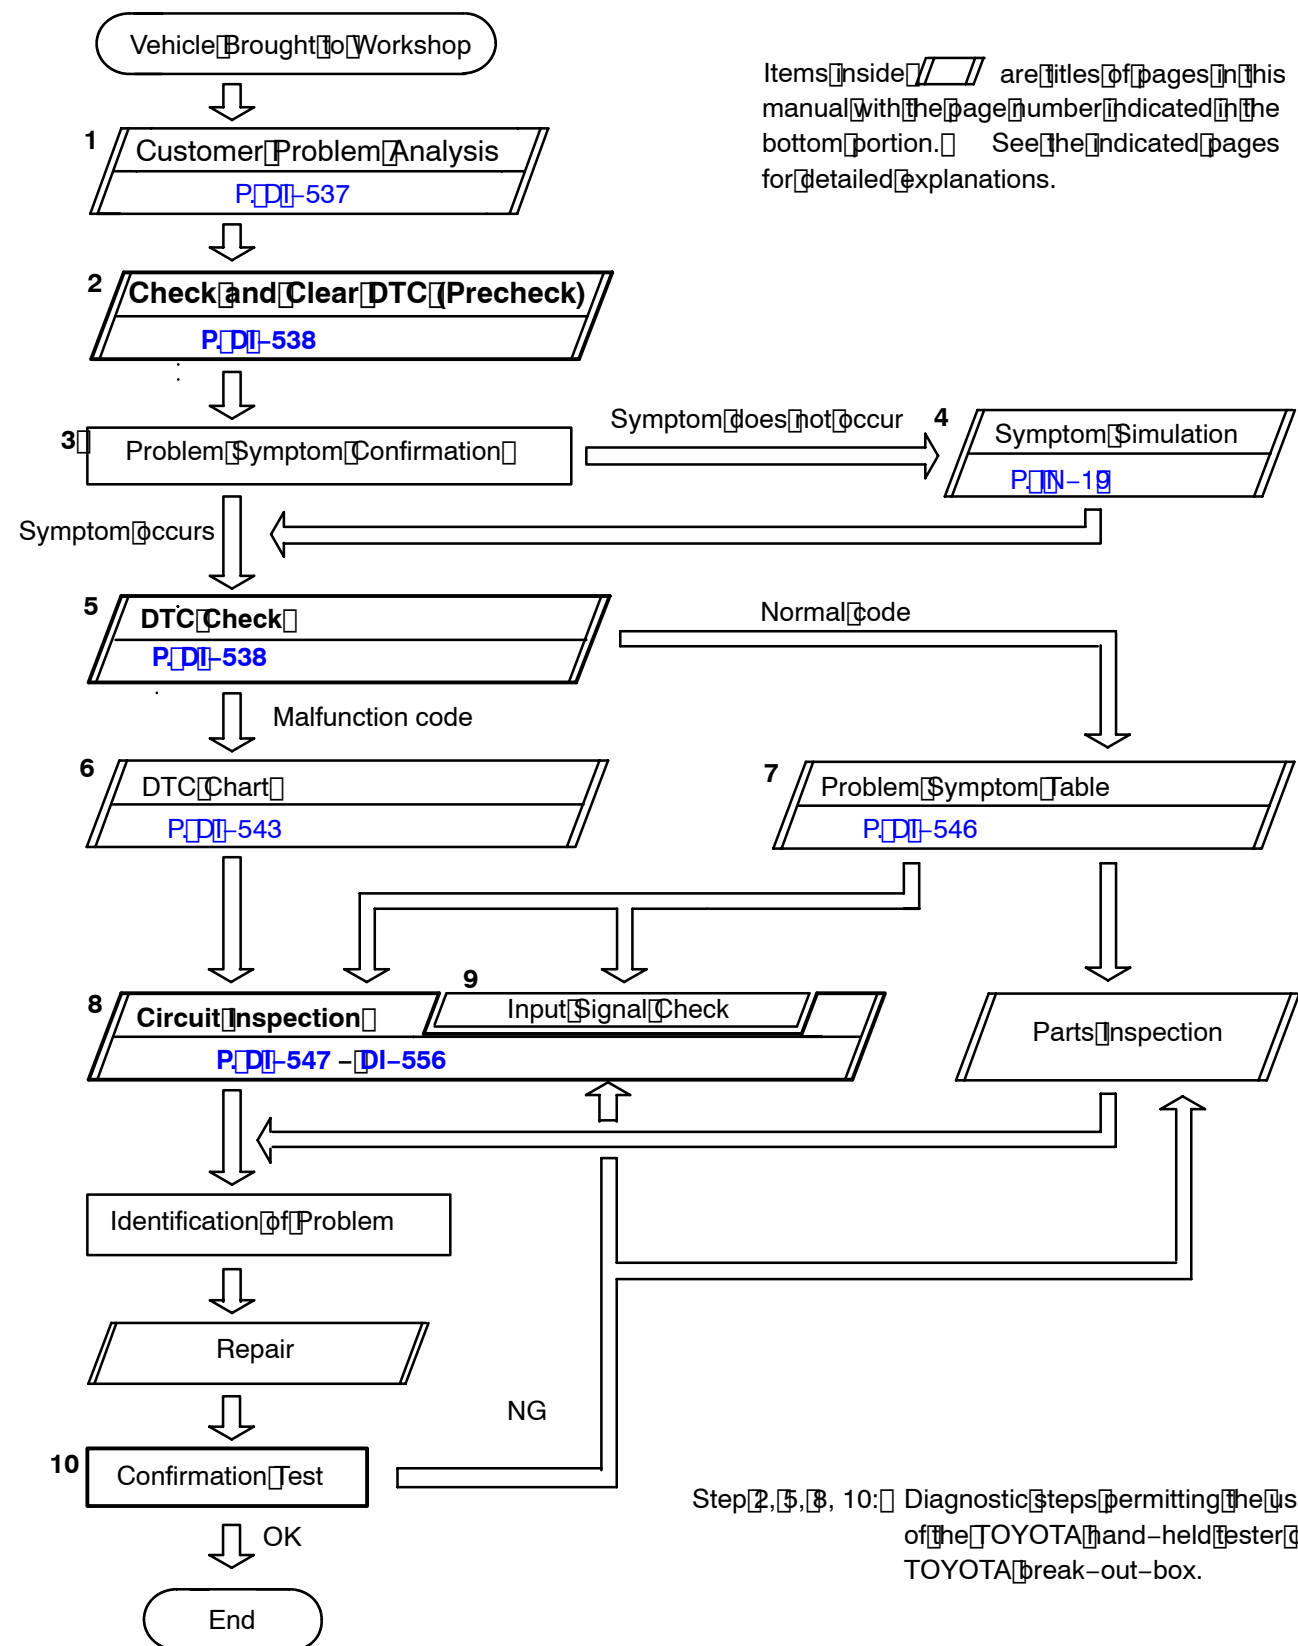 Vehicle Brought to Workshop
Items inside are titles of pages in this
manual with the page number indicated in the
bottom portion. See the indicated pages
for detailed explanations.
1
Customer Problem Analysis
P. DI–537
2
Check and Clear DTC (Precheck)
P. DI–538
3
Problem Symptom Confirmation
Symptom does not occur
4
Symptom Simulation
P. IN–19
Symptom occurs
5
DTC Check
P. DI–538
Normal code
Malfunction code
6
DTC Chart
P. DI–543
7
Problem Symptom Table
P. DI–546
8
Circuit Inspection
P. DI–547 – DI–556
9
Input Signal Check
Parts Inspection
Identification of Problem
Repair
NG
10
Confirmation Test
OK
End
Step 2, 5, 8, 10: Diagnostic steps permitting the us
of the TOYOTA hand–held tester
TOYOTA break–out–box.